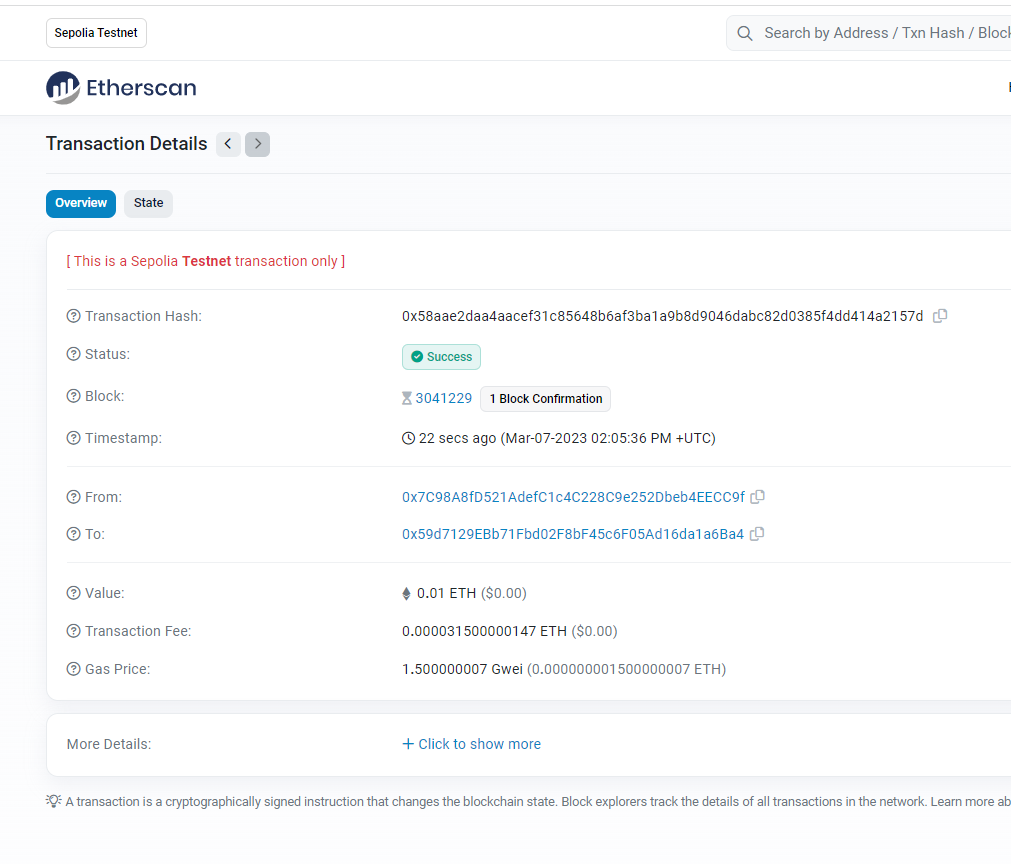 Sepolia Testnet
Search by Address / Txn Hash / Block
Etherscan
Transaction Details
Overview State
[ This is a Sepolia Testnet transaction only ]
Transaction Hash: 0x58aae2daa4aacef31c85648b6af3ba1a9b8d9046dabc82d0385f4dd414a2157d
Status: Success
Block: 3041229 1 Block Confirmation
Timestamp: 22 secs ago (Mar-07-2023 02:05:36 PM +UTC)
From: 0x7C98A8fD521AdefC1c4C228C9e252Dbeb4EECC9f
To: 0x59d7129EBb71Fbd02F8bF45c6F05Ad16da1a6Ba4
Value: 0.01 ETH ($0.00)
Transaction Fee: 0.000031500000147 ETH ($0.00)
Gas Price: 1.500000007 Gwei (0.000000001500000007 ETH)
More Details: + Click to show more
A transaction is a cryptographically signed instruction that changes the blockchain state. Block explorers track the details of all transactions in the network. Learn more ab